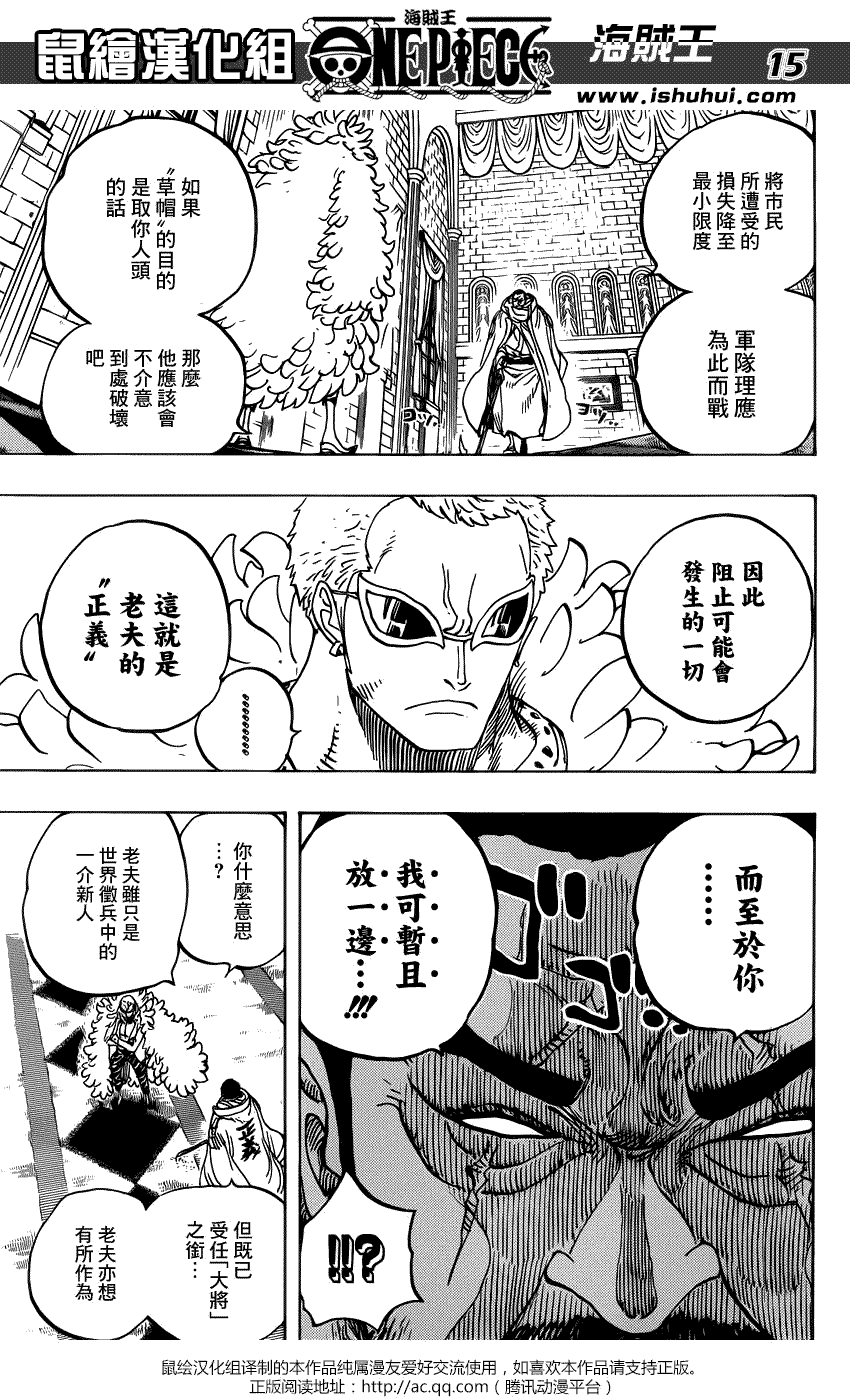 鼠繪漢化組
海賊王
ONE PIECE
海賊王
15
www.ishuhui.com
將市民
所遭受的
損失降至
最小限度
軍隊理應
為此而戰
如果
〝草帽〞的目的
是取你人頭
的話
那麼
他應該會
不介意
到處破壞
吧
コツ…
コツ…
因此
阻止可能會
發生的一切
這就是
老夫的
〝正義〞
………
而至於你
……
我可暫且
放一邊…!!!
ゴゴゴ…
!!?
你什麼意思
…?
老夫雖只是
世界徵兵中的
一介新人
正義
但既已
受任「大將」
之銜…
老夫亦想
有所作為
鼠绘汉化组译制的本作品纯属漫友爱好交流使用，如喜欢本作品请支持正版。
正版阅读地址：http://ac.qq.com（腾讯动漫平台）